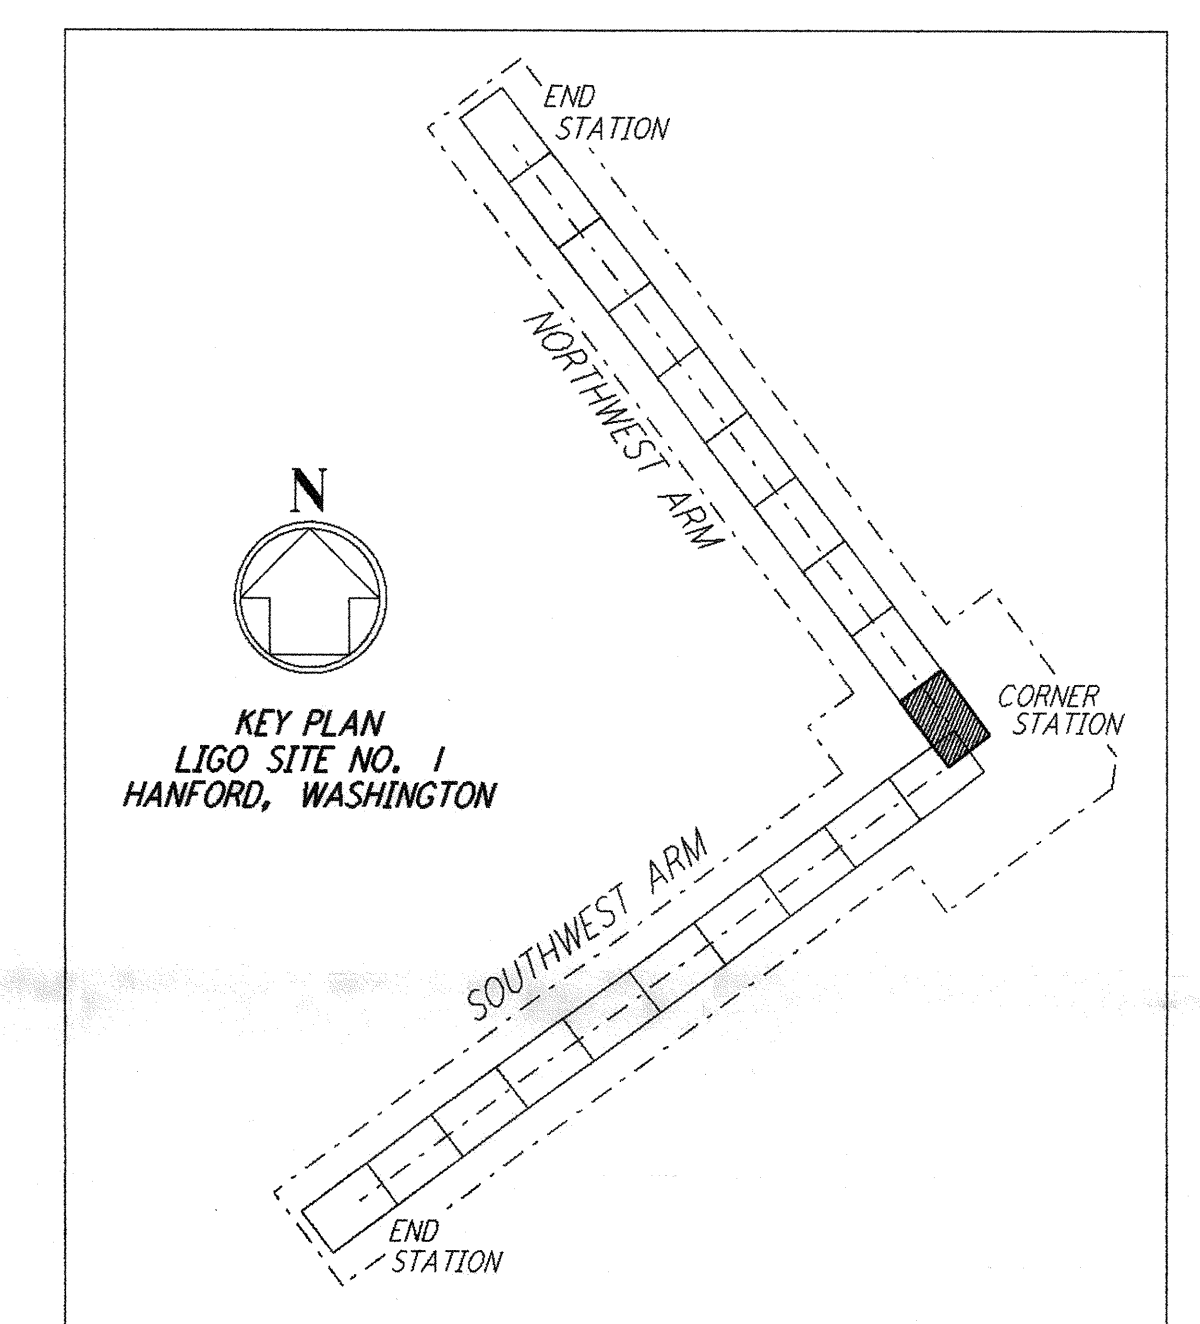 END
STATION
NORTHWEST ARM
N
KEY PLAN
LIGO SITE NO. 1
HANFORD, WASHINGTON
CORNER
STATION
SOUTHWEST ARM
END
STATION